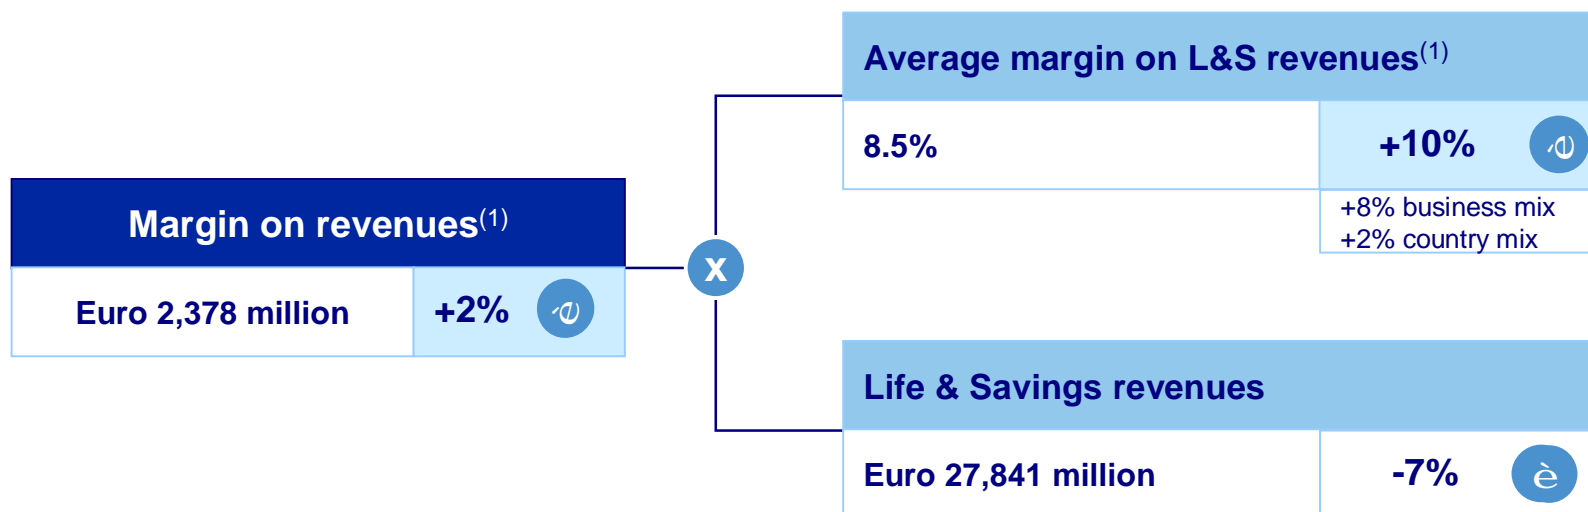 Average margin on L&S revenues(1)
8.5%
+10%
é
+8% business mix
+2% country mix
Margin on revenues(1)
Euro 2,378 million
+2%
é
x
Life & Savings revenues
Euro 27,841 million
-7%
è